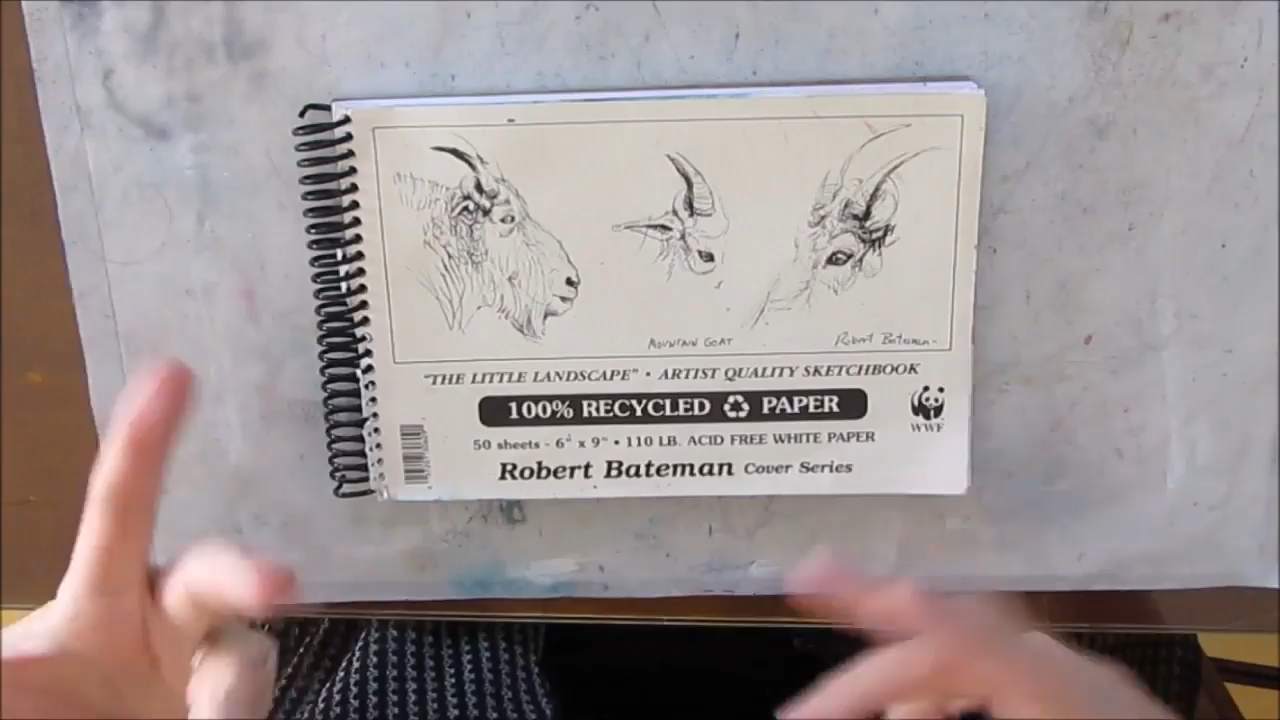 MOUNTAIN GOAT
Robert Bateman-
"THE LITTLE LANDSCAPE" • ARTIST QUALITY SKETCHBOOK
100% RECYCLED PAPER
50 sheets - 6" x 9" • 110 LB. ACID FREE WHITE PAPER
WWF
Robert Bateman Cover Series